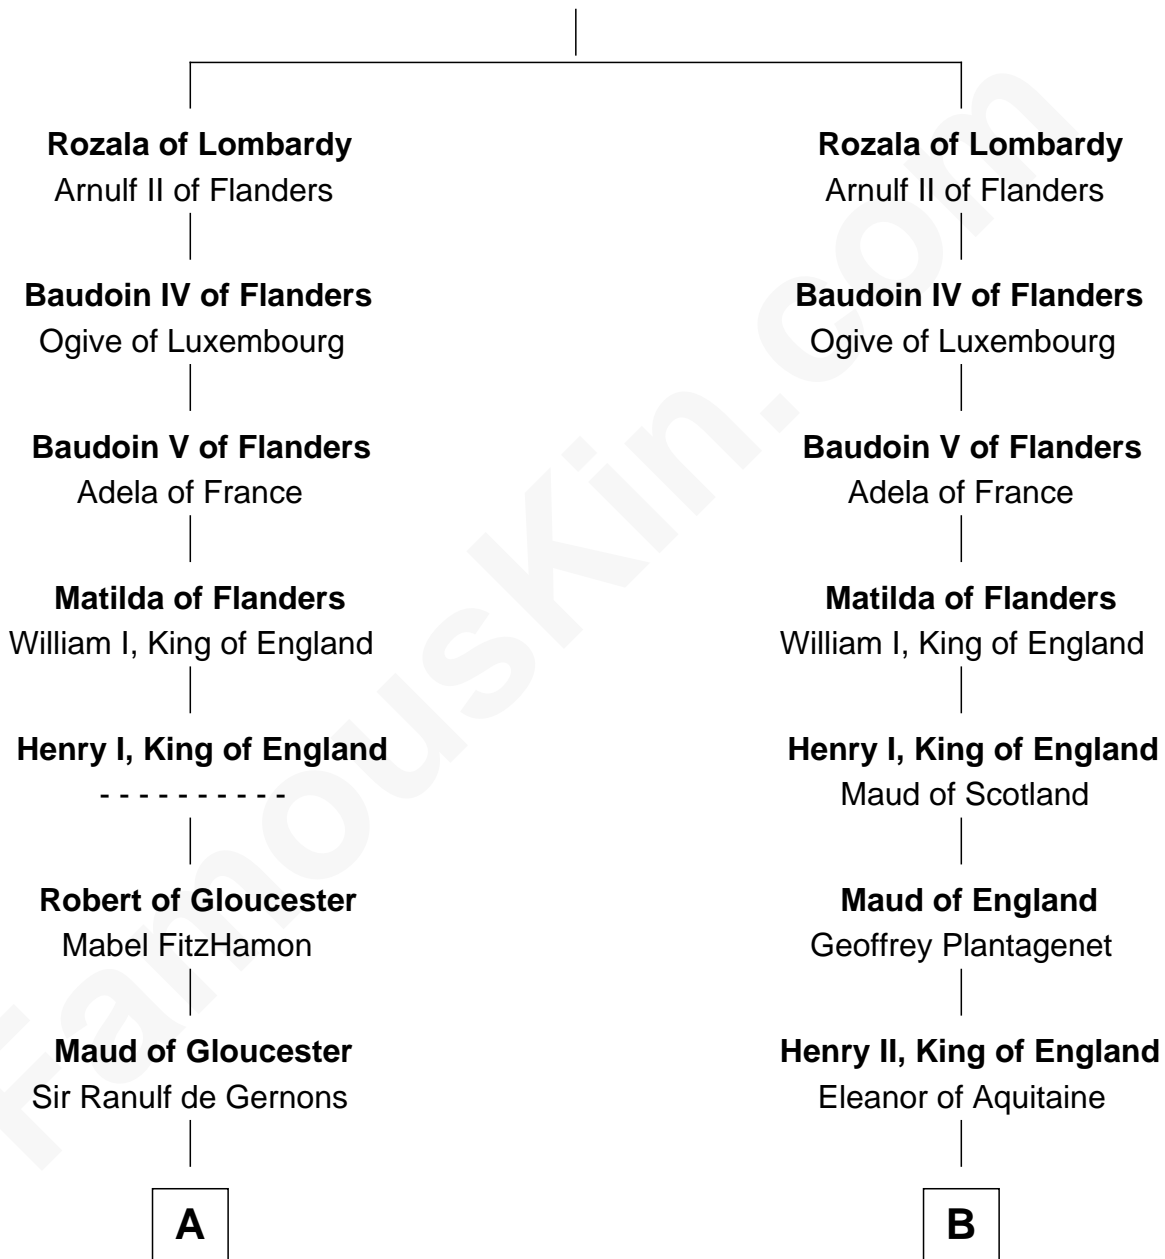 Rozala of Lombardy
Arnulf II of Flanders
Baudoin IV of Flanders
Ogive of Luxembourg
Baudoin V of Flanders
Adela of France
Matilda of Flanders
William I, King of England
Henry I, King of England
- - - - - - - - - -
Robert of Gloucester
Mabel FitzHamon
Maud of Gloucester
Sir Ranulf de Gernons
A
Rozala of Lombardy
Arnulf II of Flanders
Baudoin IV of Flanders
Ogive of Luxembourg
Baudoin V of Flanders
Adela of France
Matilda of Flanders
William I, King of England
Henry I, King of England
Maud of Scotland
Maud of England
Geoffrey Plantagenet
Henry II, King of England
Eleanor of Aquitaine
B
FamousKin.com